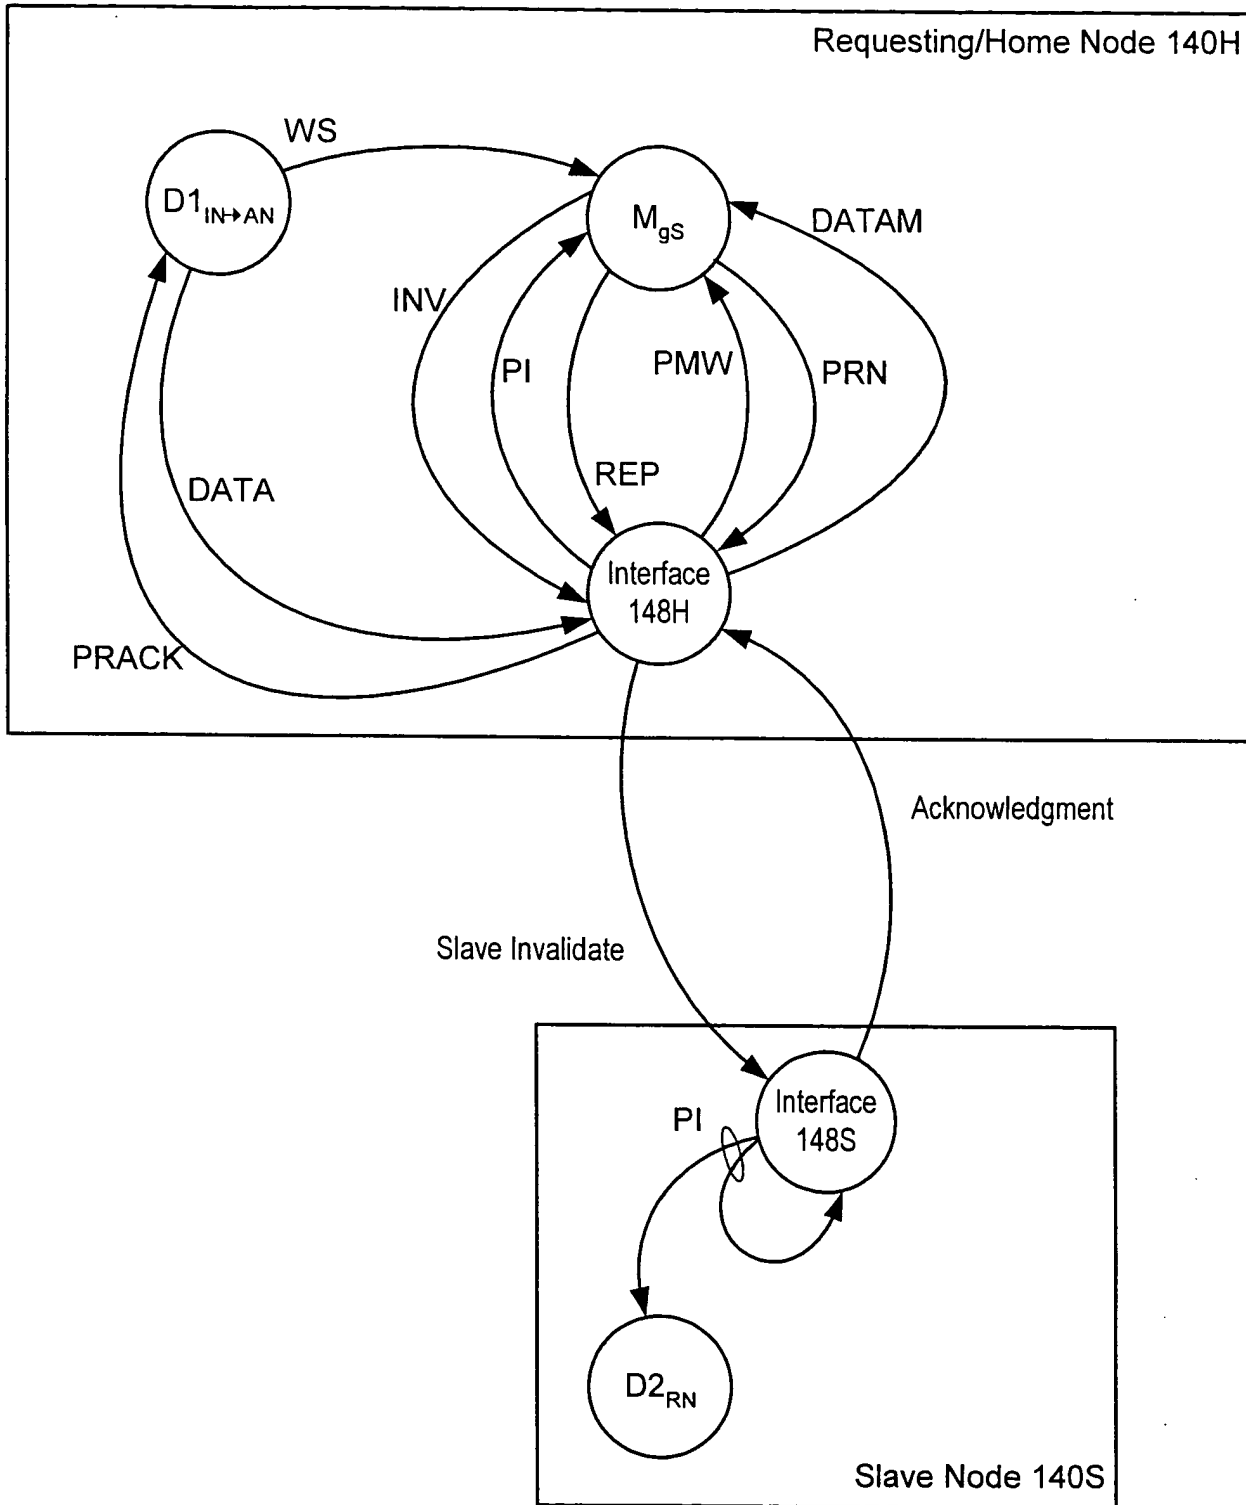 Requesting/Home Node 140H
WS
D1IN→AN
MgS
DATAM
INV
PI
PMW
PRN
REP
DATA
Interface
148H
PRACK
Acknowledgment
Slave Invalidate
Interface
148S
PI
D2RN
Slave Node 140S